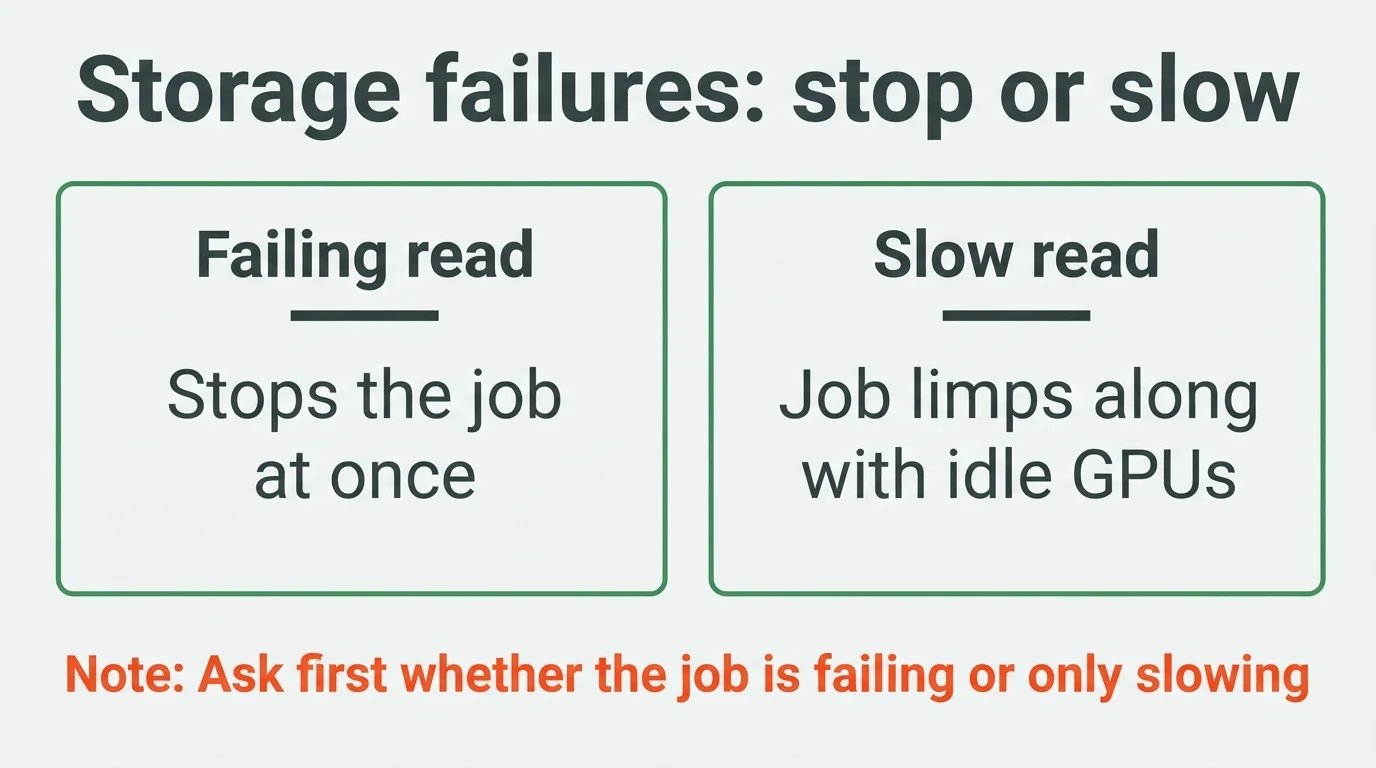 Storage failures: stop or slow
Failing read
Stops the job
at once
Slow read
Job limps along
with idle GPUs
Note: Ask first whether the job is failing or only slowing